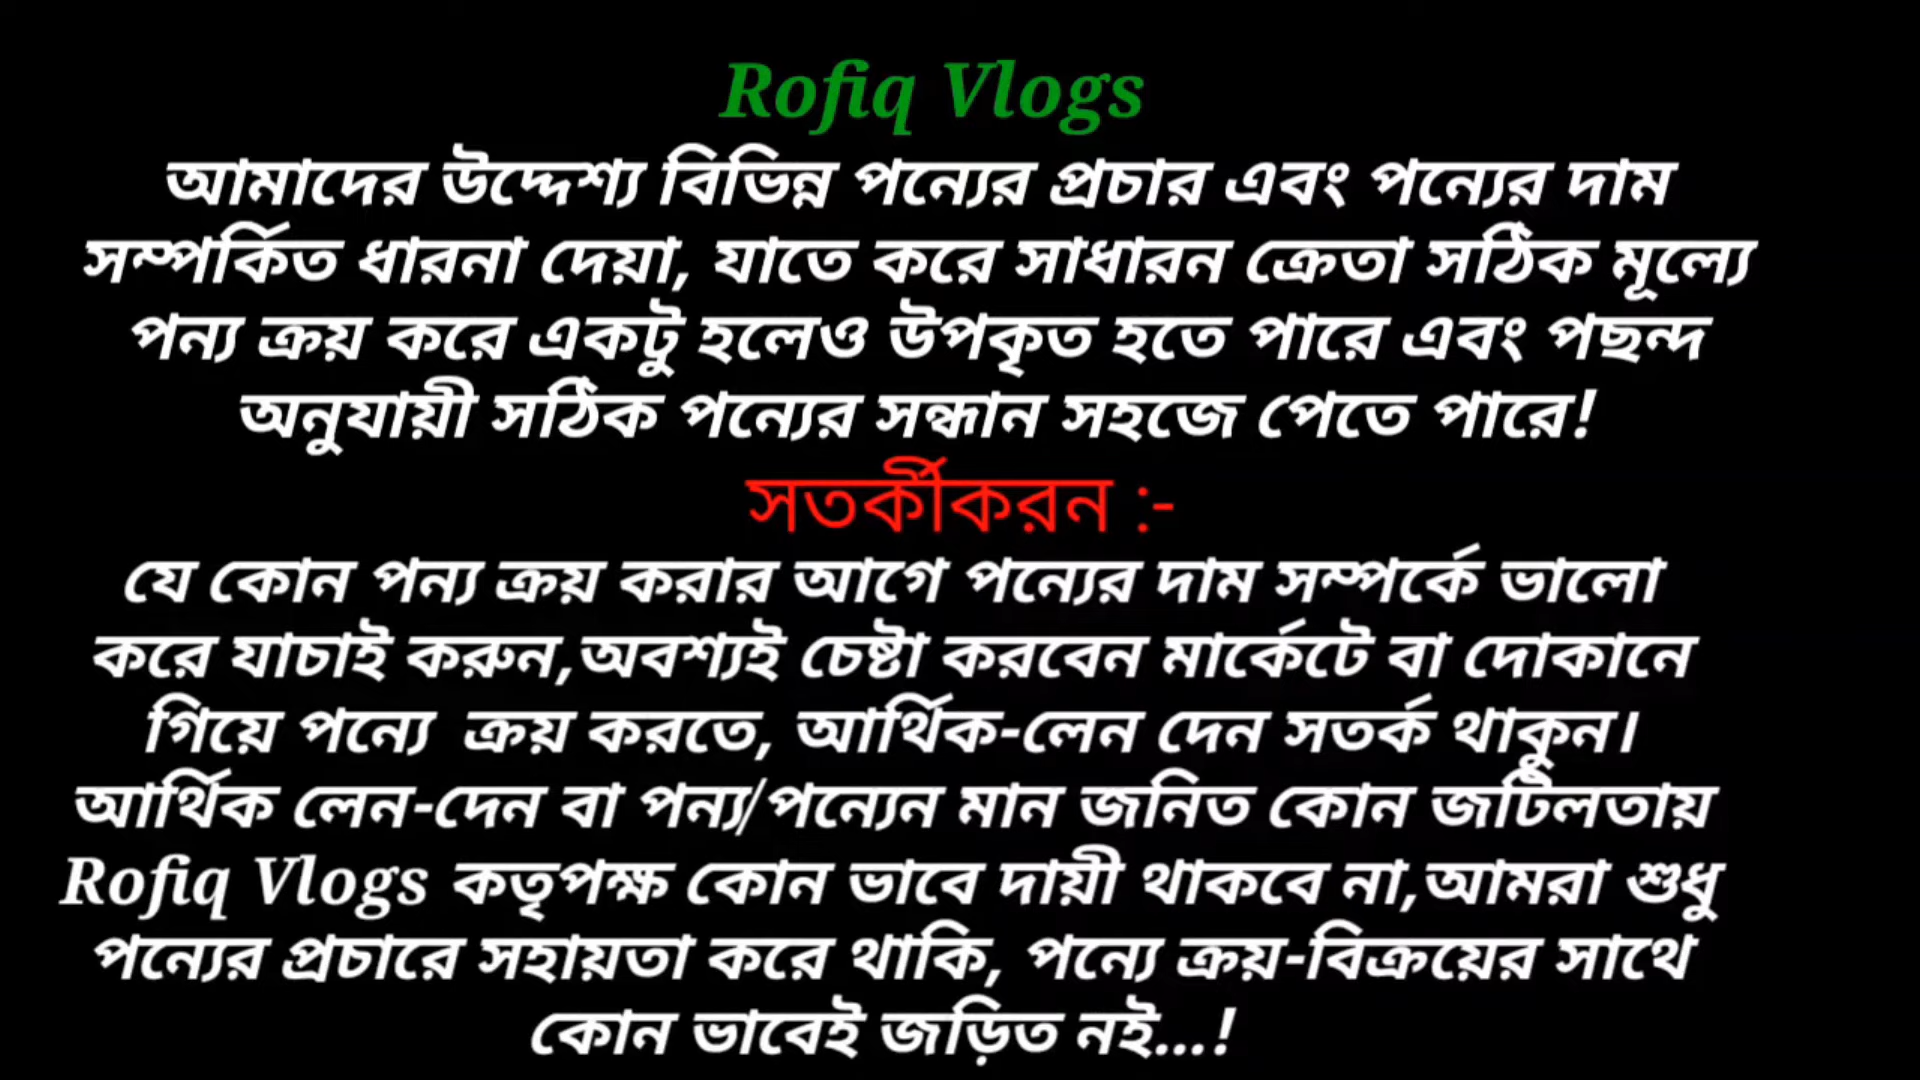 Rofiq Vlogs
আমাদের উদ্দেশ্য বিভিন্ন পন্যের প্রচার এবং পন্যের দাম
সম্পর্কিত ধারনা দেয়া, যাতে করে সাধারন ক্রেতা সঠিক মূল্যে
পন্য ক্রয় করে একটু হলেও উপকৃত হতে পারে এবং পছন্দ
অনুযায়ী সঠিক পন্যের সন্ধান সহজে পেতে পারে!
সতর্কীকরন :-
যে কোন পন্য ক্রয় করার আগে পন্যের দাম সম্পর্কে ভালো
করে যাচাই করুন,অবশ্যই চেষ্টা করবেন মার্কেটে বা দোকানে
গিয়ে পন্যে ক্রয় করতে, আর্থিক-লেন দেন সতর্ক থাকুন।
আর্থিক লেন-দেন বা পন্য/পন্যেন মান জনিত কোন জটিলতায়
Rofiq Vlogs কতৃপক্ষ কোন ভাবে দায়ী থাকবে না,আমরা শুধু
পন্যের প্রচারে সহায়তা করে থাকি, পন্যে ক্রয়-বিক্রয়ের সাথে
কোন ভাবেই জড়িত নই...!